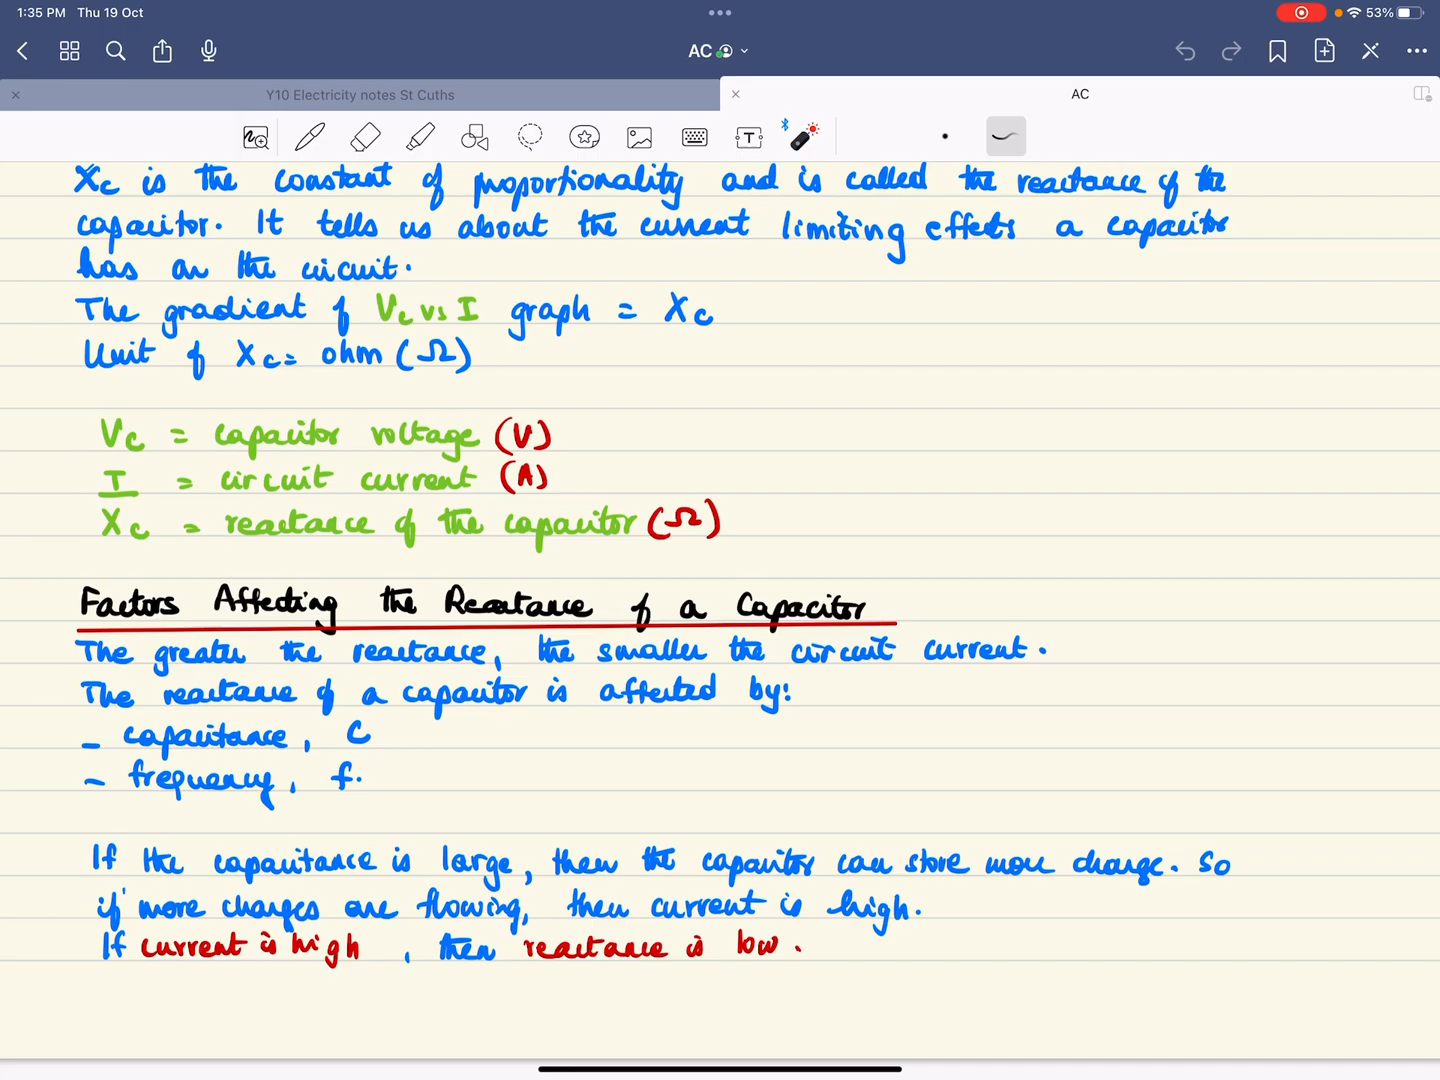 1:35 PM Thu 19 Oct
53%
AC
Y10 Electricity notes St Cuths
AC
Xc is the constant of proportionality and is called the reactance of the
capacitor. It tells us about the current limiting effects a capacitor
has on the circuit.
The gradient of Vc vs I graph = Xc
Unit of Xc = ohm (Ω)
Vc = capacitor voltage (V)
I = circuit current (A)
Xc = reactance of the capacitor (Ω)
Factors Affecting the Reactance of a Capacitor
The greater the reactance, the smaller the circuit current.
The reactance of a capacitor is affected by:
- capacitance, C
- frequency, f.
If the capacitance is large, then the capacitor can store more charge. So
if more charges are flowing, then current is high.
If current is high, then reactance is low.